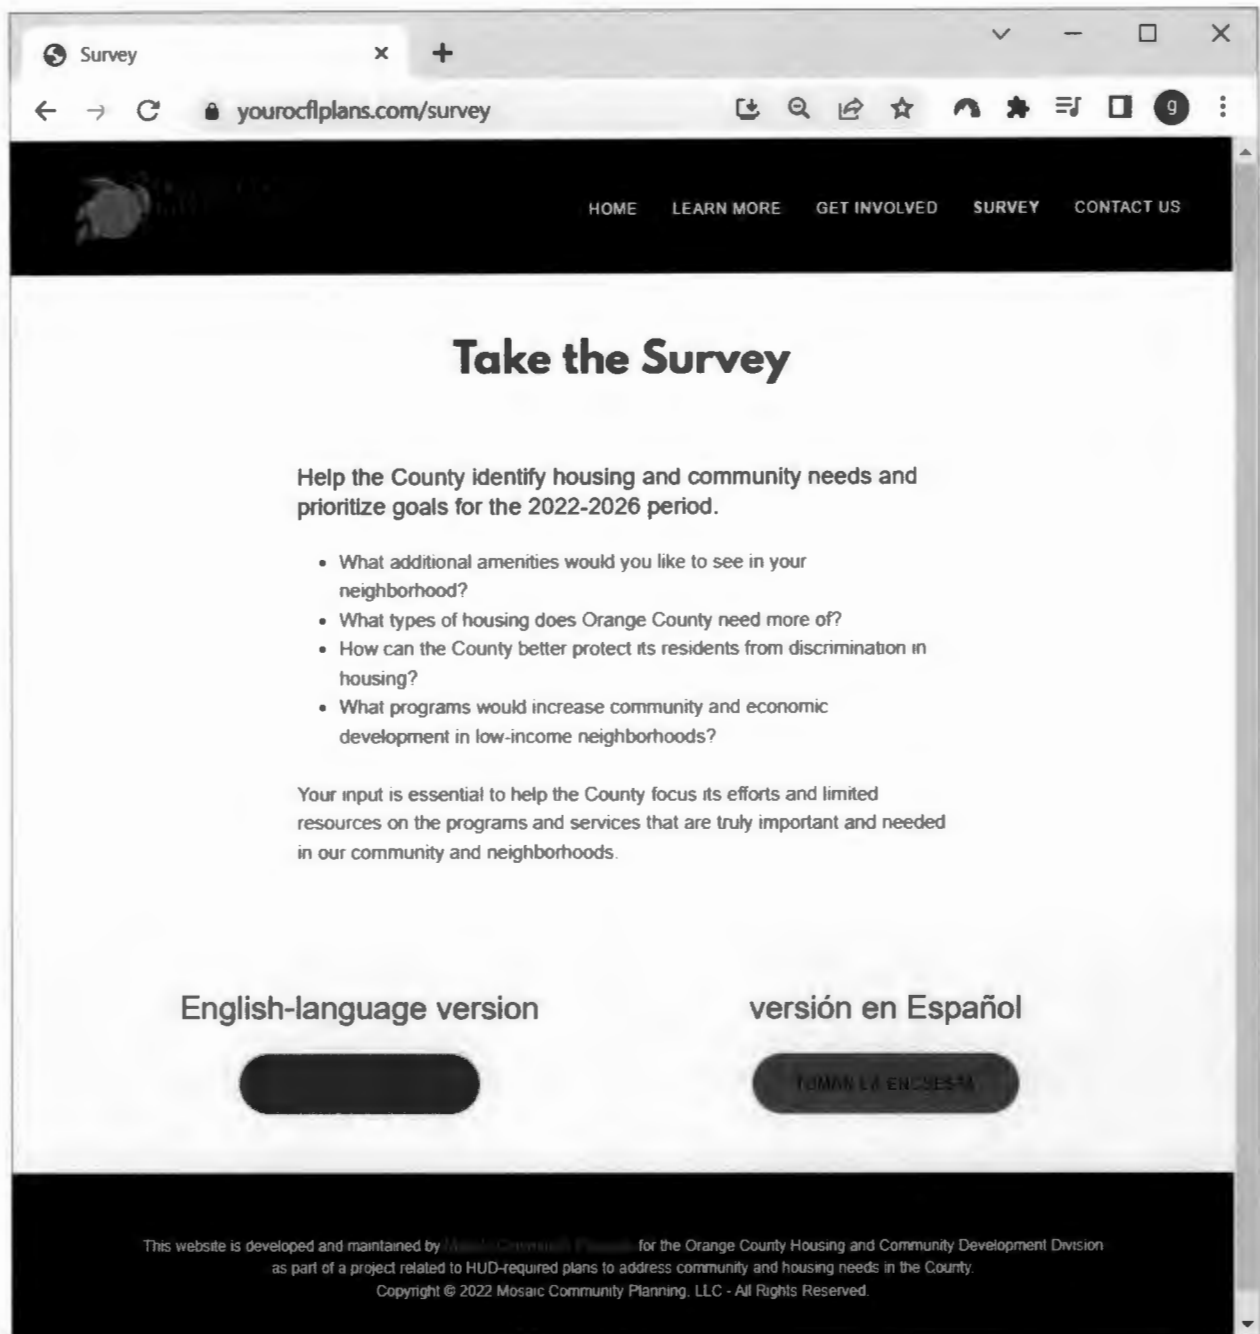 Survey
yourocflplans.com/survey
g
HOME LEARN MORE GET INVOLVED SURVEY CONTACT US
Take the Survey
Help the County identify housing and community needs and
prioritize goals for the 2022-2026 period.
• What additional amenities would you like to see in your
neighborhood?
• What types of housing does Orange County need more of?
• How can the County better protect its residents from discrimination in
housing?
• What programs would increase community and economic
development in low-income neighborhoods?
Your input is essential to help the County focus its efforts and limited
resources on the programs and services that are truly important and needed
in our community and neighborhoods.
English-language version
versión en Español
LA ENCUESTA
This website is developed and maintained by for the Orange County Housing and Community Development Division
as part of a project related to HUD-required plans to address community and housing needs in the County.
Copyright © 2022 Mosaic Community Planning, LLC - All Rights Reserved.